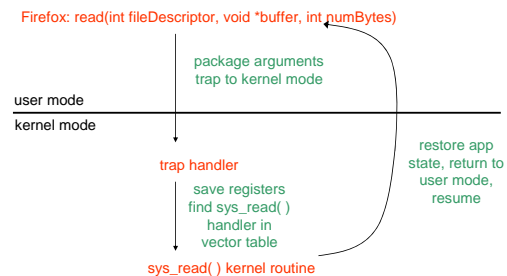 Firefox: read(int fileDescriptor, void *buffer, int numBytes)
package arguments
trap to kernel mode
user mode
kernel mode
trap handler
save registers
find sys_read( )
handler in
vector table
restore app
state, return to
user mode,
resume
sys_read( ) kernel routine